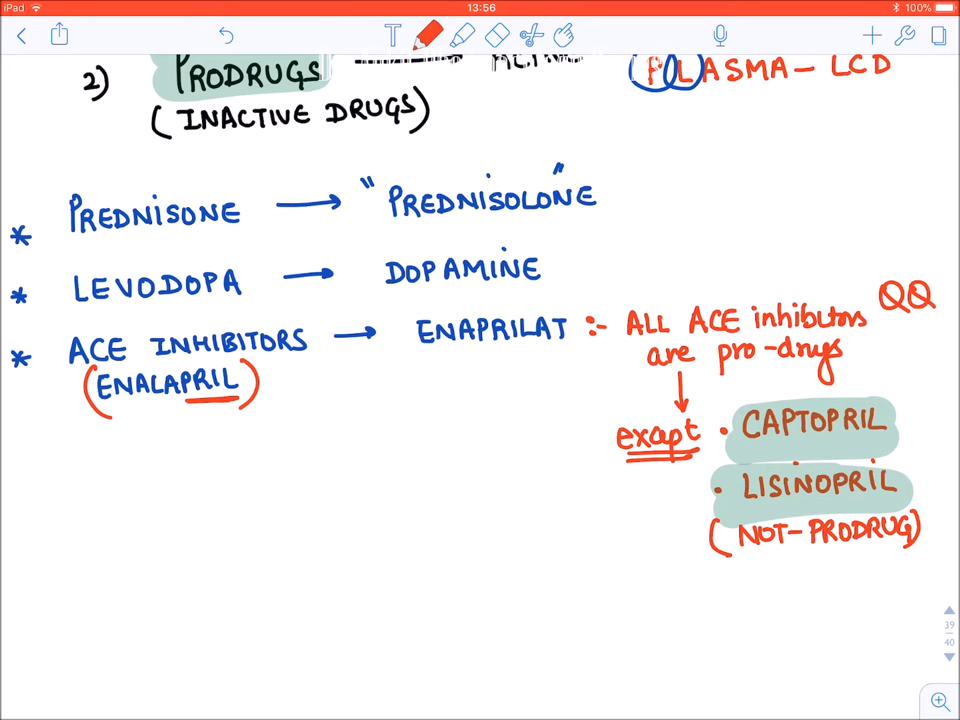 iPad 13:56 100%
2) PRODRUGS
PLASMA - LCD
(INACTIVE DRUGS)
* PREDNISONE → "PREDNISOLONE"
* LEVODOPA → DOPAMINE
QQ
* ACE INHIBITORS → ENAPRILAT :- ALL ACE inhibitors
are pro-drugs
(ENALAPRIL)
exapt • CAPTOPRIL
• LISINOPRIL
(NOT-PRODRUG)
39
40